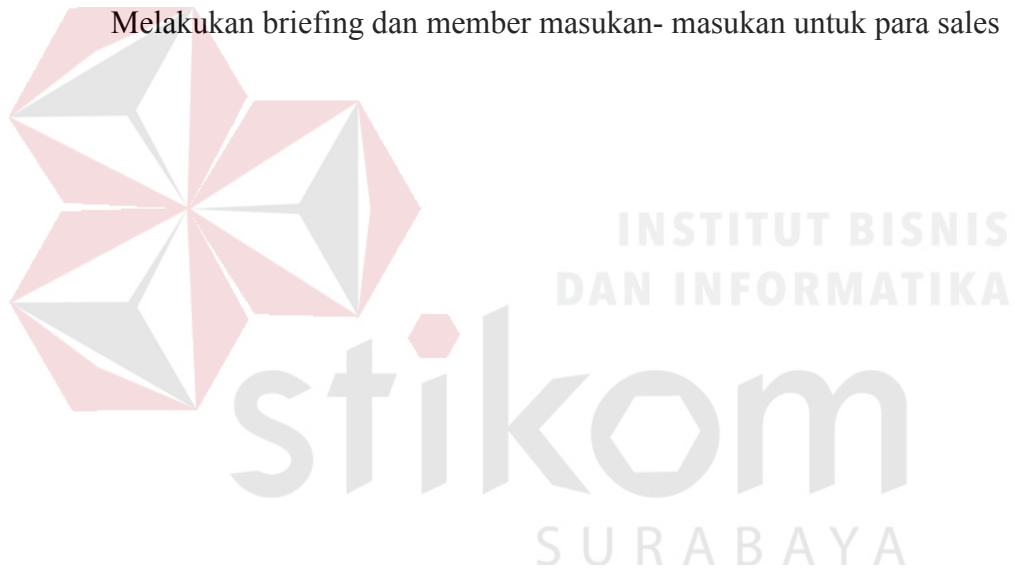 Melakukan briefing dan member masukan- masukan untuk para sales
INSTITUT BISNIS
DAN INFORMATIKA
stikom
SURABAYA